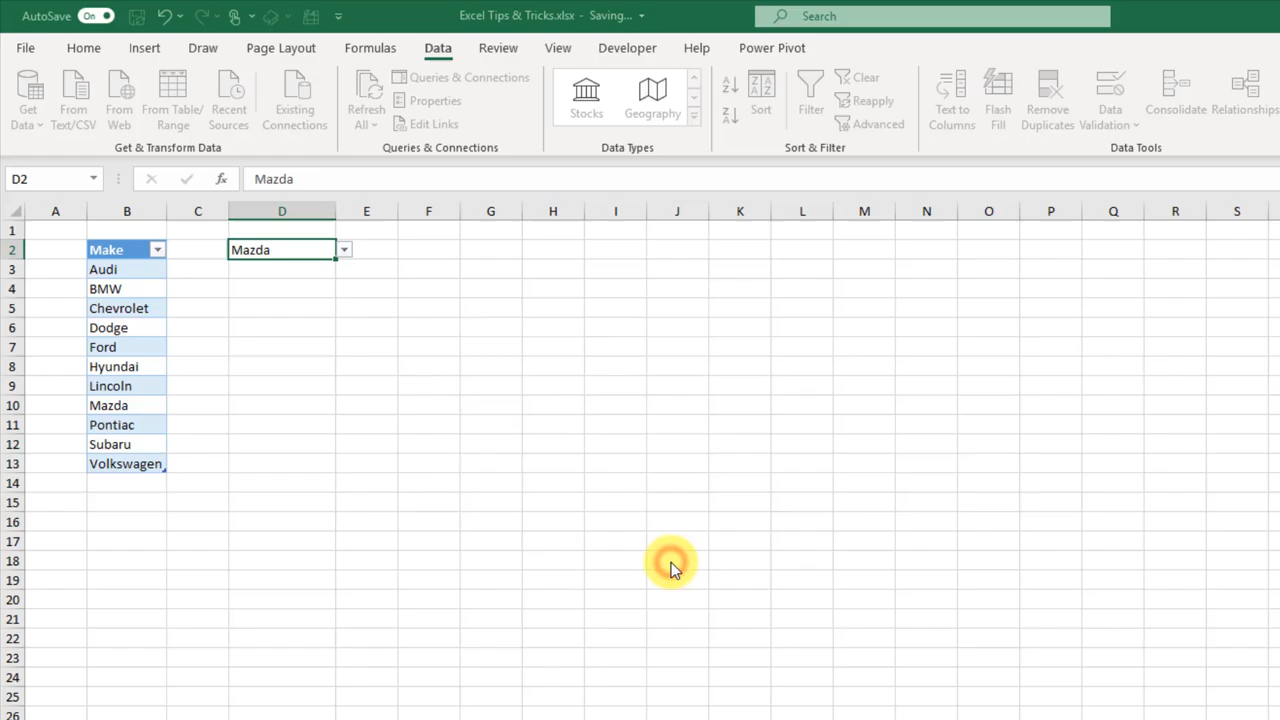 AutoSave On Excel Tips & Tricks.xlsx - Saving... Search
File Home Insert Draw Page Layout Formulas Data Review View Developer Help Power Pivot
Get Data
From Text/CSV
From Web
From Table/ Range
Recent Sources
Existing Connections
Get & Transform Data
Refresh All
Queries & Connections
Properties
Edit Links
Queries & Connections
Stocks
Geography
Data Types
A Z
Z A
Sort
Filter
Clear
Reapply
Advanced
Sort & Filter
Text to Columns
Flash Fill
Remove Duplicates
Data Validation
Consolidate
Relationships
Data Tools
D2 fx Mazda
A B C D E F G H I J K L M N O P Q R S
1
2 Make Mazda
3 Audi
4 BMW
5 Chevrolet
6 Dodge
7 Ford
8 Hyundai
9 Lincoln
10 Mazda
11 Pontiac
12 Subaru
13 Volkswagen
14
15
16
17
18
19
20
21
22
23
24
25
26